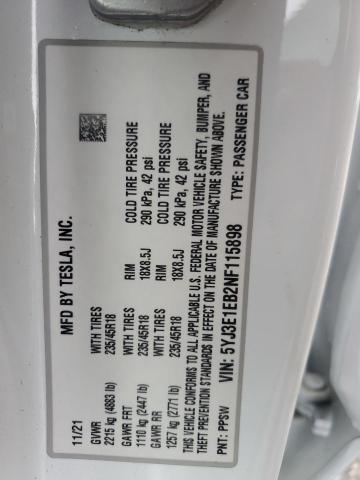 MFD BY TESLA, INC.
11/21
GVWR
2215 kg (4883 lb)
GAWR FRT WITH TIRES RIM COLD TIRE PRESSURE
1110 kg (2447 lb) 235/45R18 18X8.5J 290 kPa, 42 psi
GAWR RR WITH TIRES RIM COLD TIRE PRESSURE
1257 kg (2771 lb) 235/45R18 18X8.5J 290 kPa, 42 psi
THIS VEHICLE CONFORMS TO ALL APPLICABLE U.S. FEDERAL MOTOR VEHICLE SAFETY, BUMPER, AND
THEFT PREVENTION STANDARDS IN EFFECT ON THE DATE OF MANUFACTURE SHOWN ABOVE.
PNT: PPSW VIN: 5YJ3E1EB2NF115898 TYPE: PASSENGER CAR